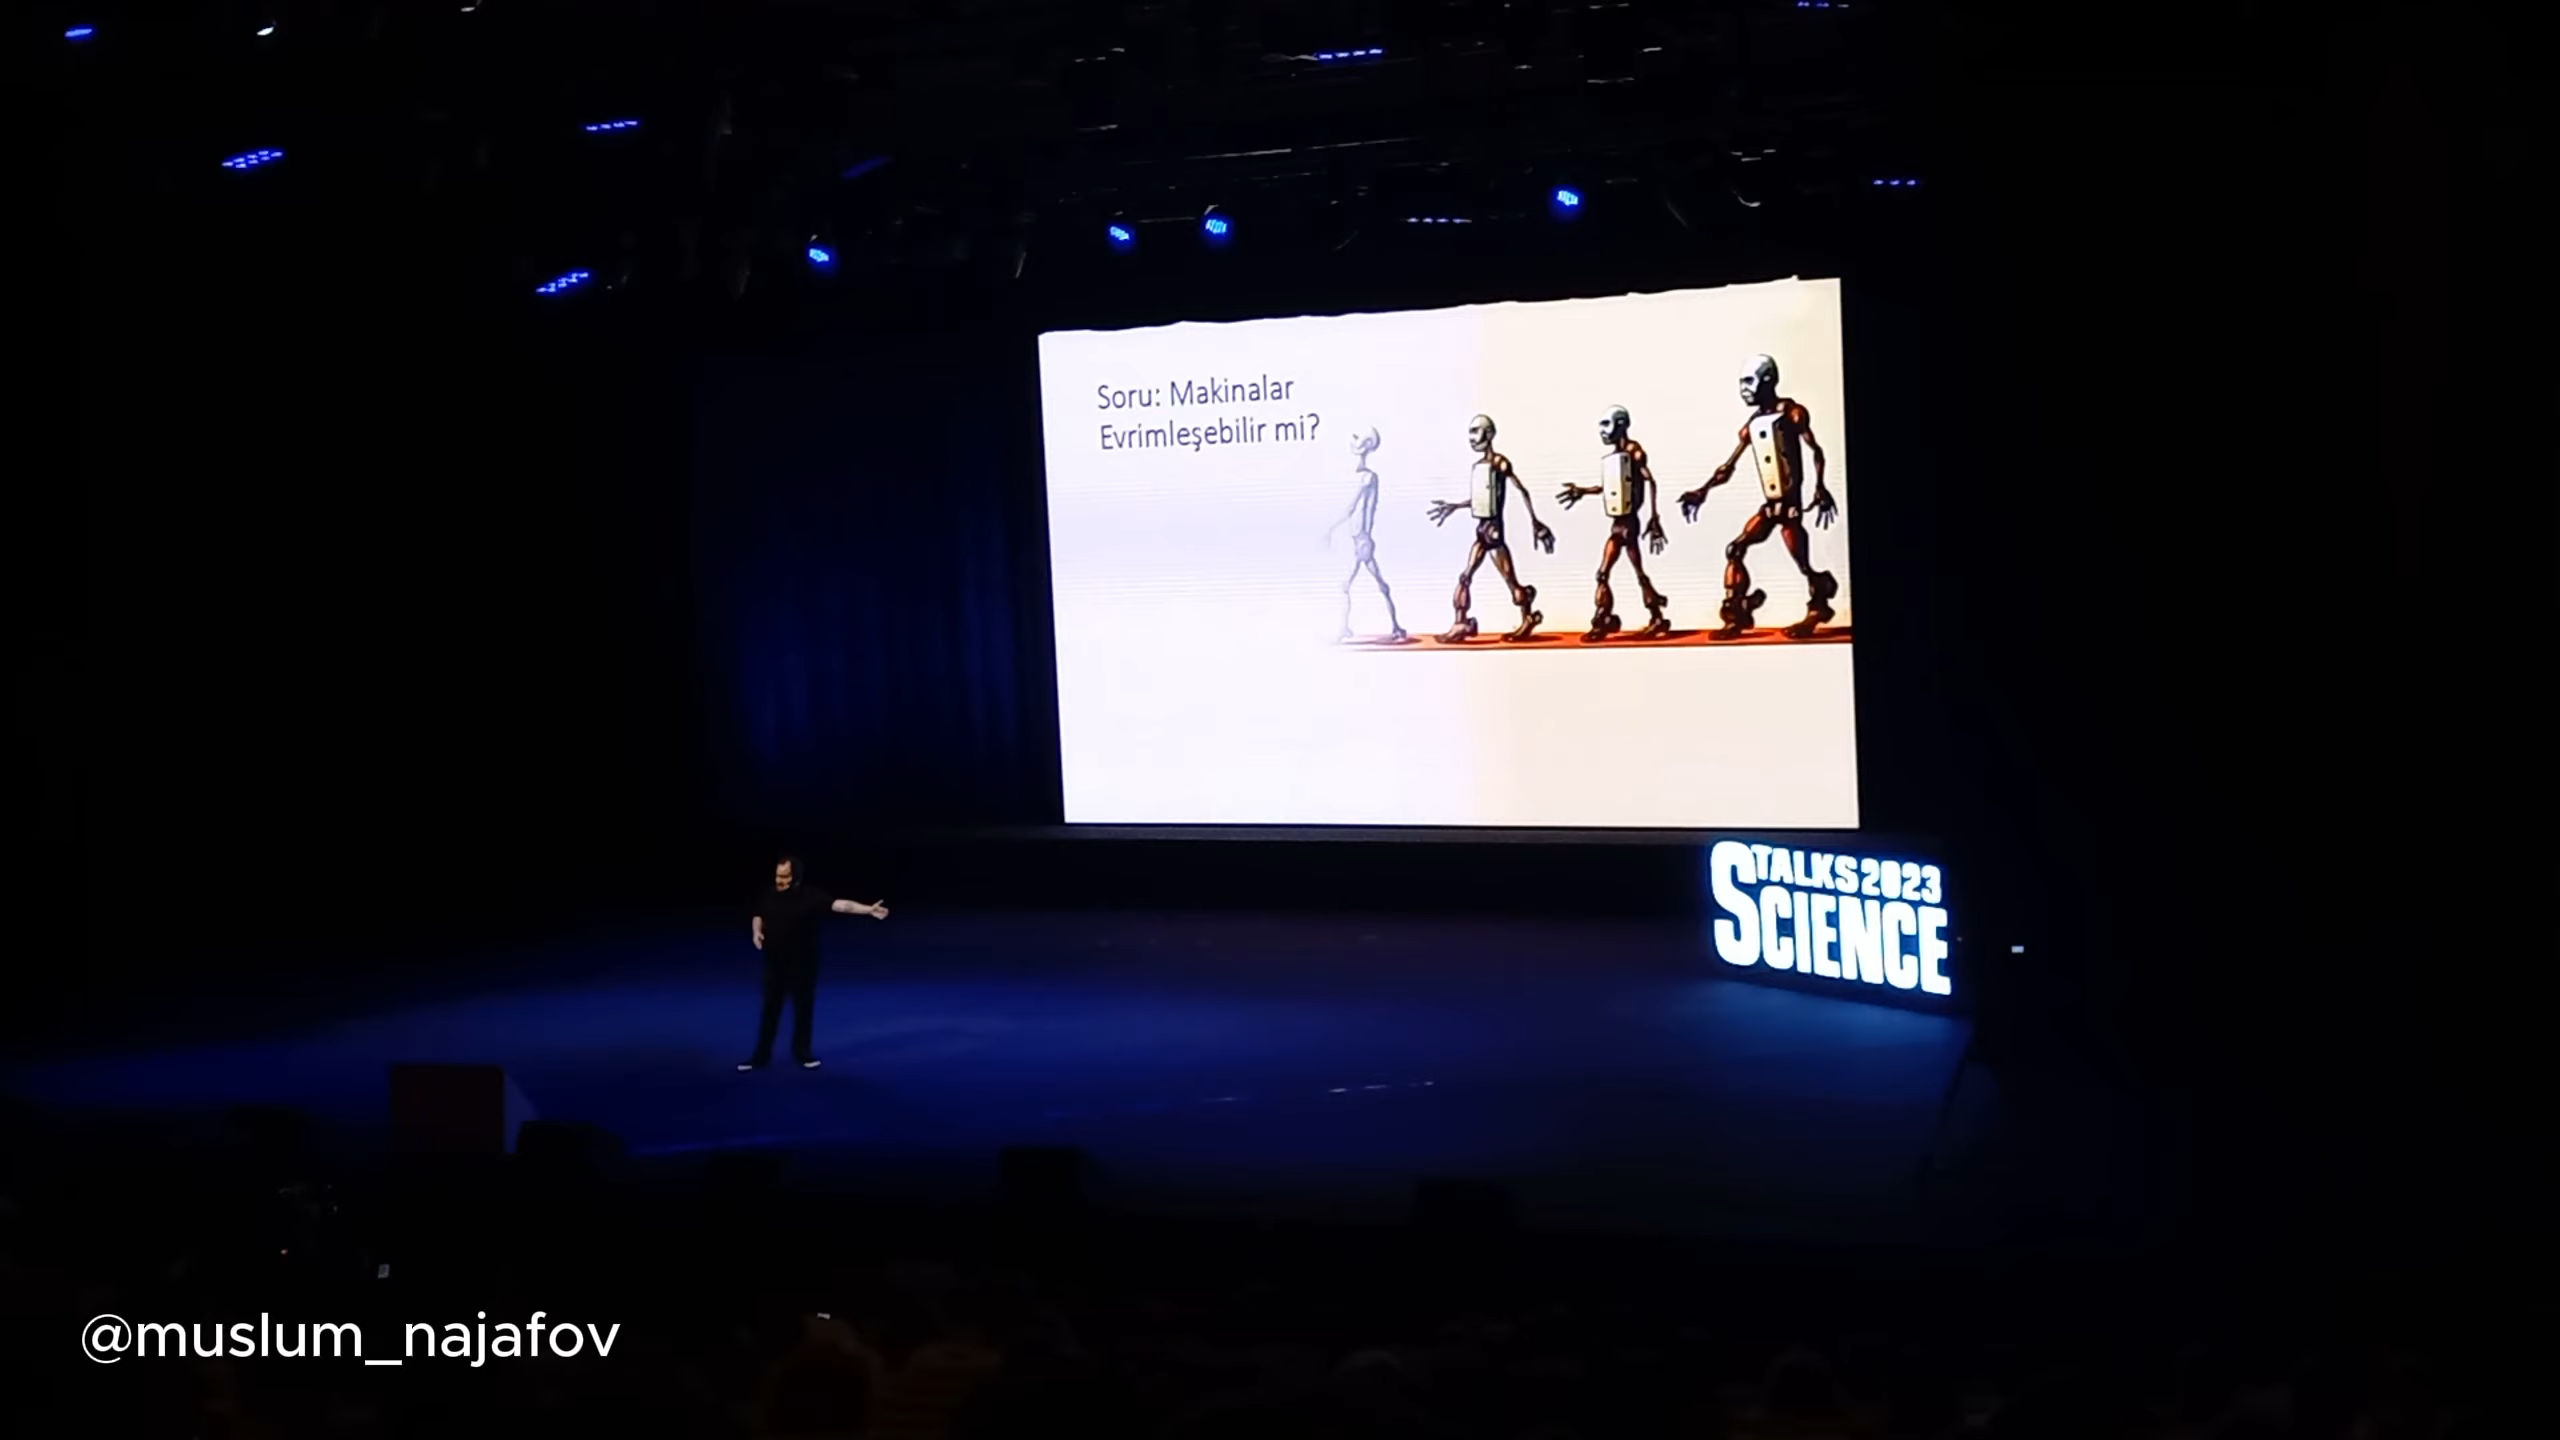 Soru: Makinalar
Evrimleşebilir mi?
TALKS 2023
SCIENCE
@muslum_najafov